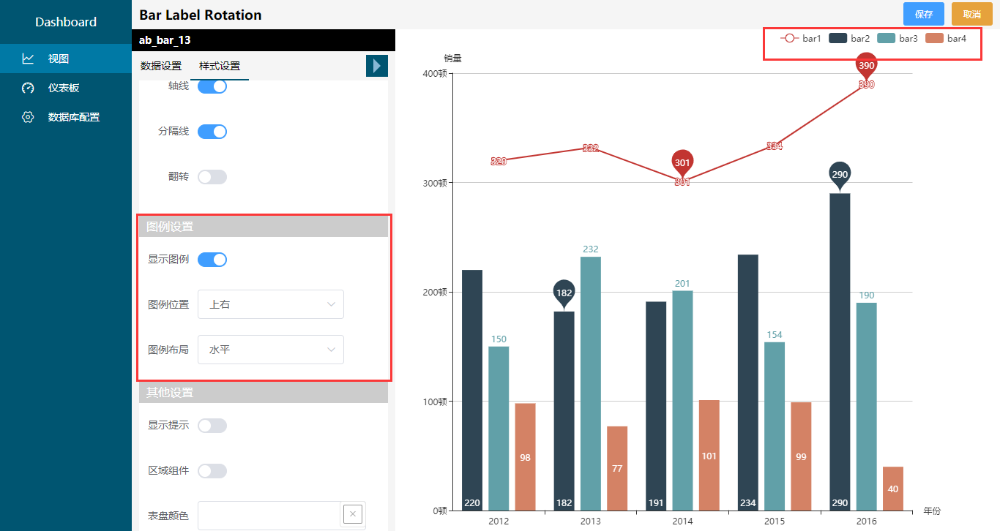 Dashboard
视图
仪表板
数据库配置
Bar Label Rotation
保存
取消
ab_bar_13
数据设置
样式设置
轴线
分隔线
翻转
图例设置
显示图例
图例位置
上右
图例布局
水平
其他设置
显示提示
区域组件
表盘颜色
bar1
bar2
bar3
bar4
销量
400顿
300顿
200顿
100顿
0顿
320
332
301
301
334
390
390
220
182
182
191
234
290
290
150
232
201
154
190
98
77
101
99
40
2012
2013
2014
2015
2016
年份